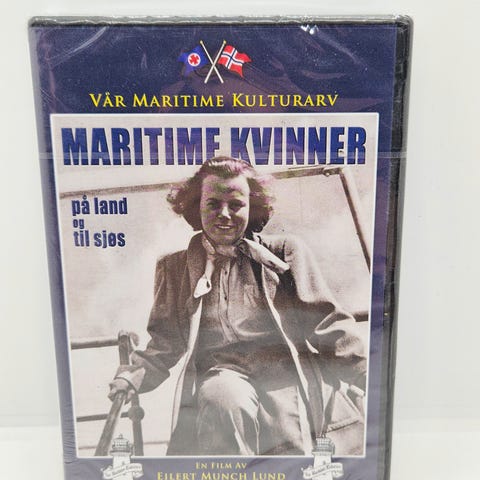 Vår Maritime Kulturarv
MARITIME KVINNER
på land
og
til sjøs
En Film Av
Eilert Munch Lund